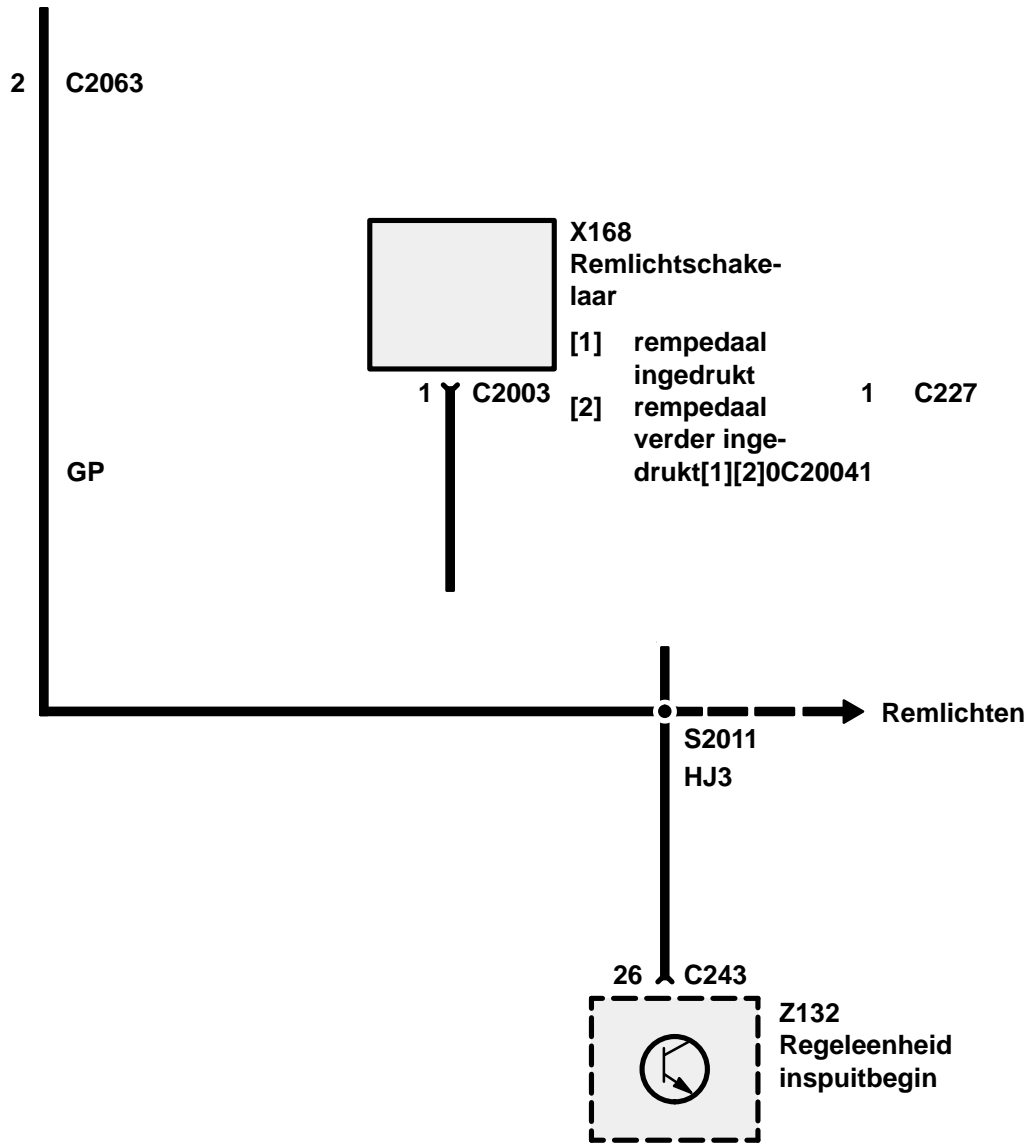 2 C2063
X168
Remlichtschake-
laar
[1] rempedaal
ingedrukt
1 C2003
[2] rempedaal
verder inge-
drukt[1][2]0C20041
1 C227
GP
Remlichten
S2011
HJ3
26 C243
Z132
Regeleenheid
inspuitbegin